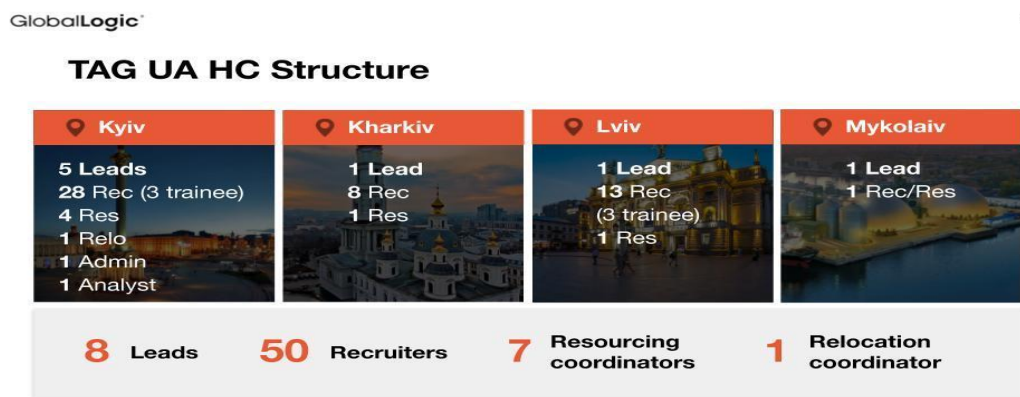 GlobalLogic
TAG UA HC Structure
Kyiv
5 Leads
28 Rec (3 trainee)
4 Res
1 Relo
1 Admin
1 Analyst
Kharkiv
1 Lead
8 Rec
1 Res
Lviv
1 Lead
13 Rec
(3 trainee)
1 Res
Mykolaiv
1 Lead
1 Rec/Res
8 Leads
50 Recruiters
7 Resourcing
coordinators
1 Relocation
coordinator